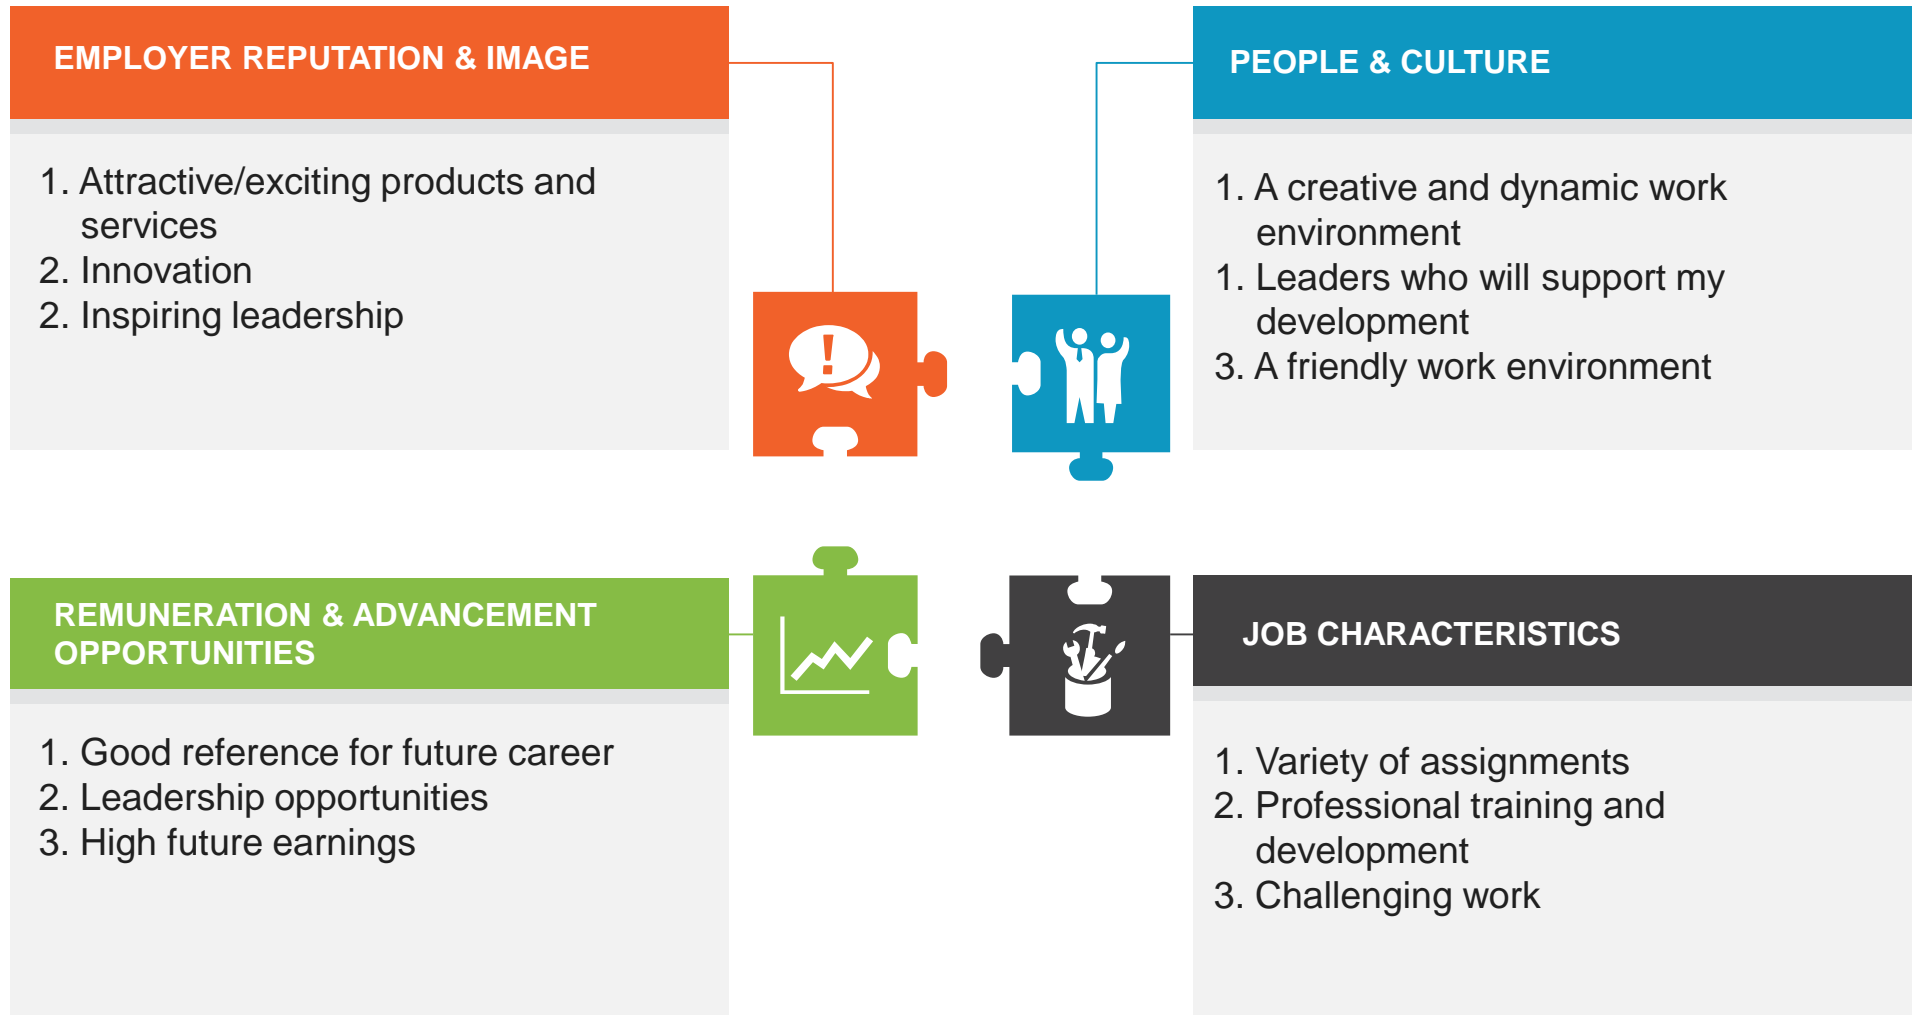 EMPLOYER REPUTATION & IMAGE
1. Attractive/exciting products and
services
2. Innovation
2. Inspiring leadership
PEOPLE & CULTURE
1. A creative and dynamic work
environment
1. Leaders who will support my
development
3. A friendly work environment
REMUNERATION & ADVANCEMENT
OPPORTUNITIES
1. Good reference for future career
2. Leadership opportunities
3. High future earnings
JOB CHARACTERISTICS
1. Variety of assignments
2. Professional training and
development
3. Challenging work